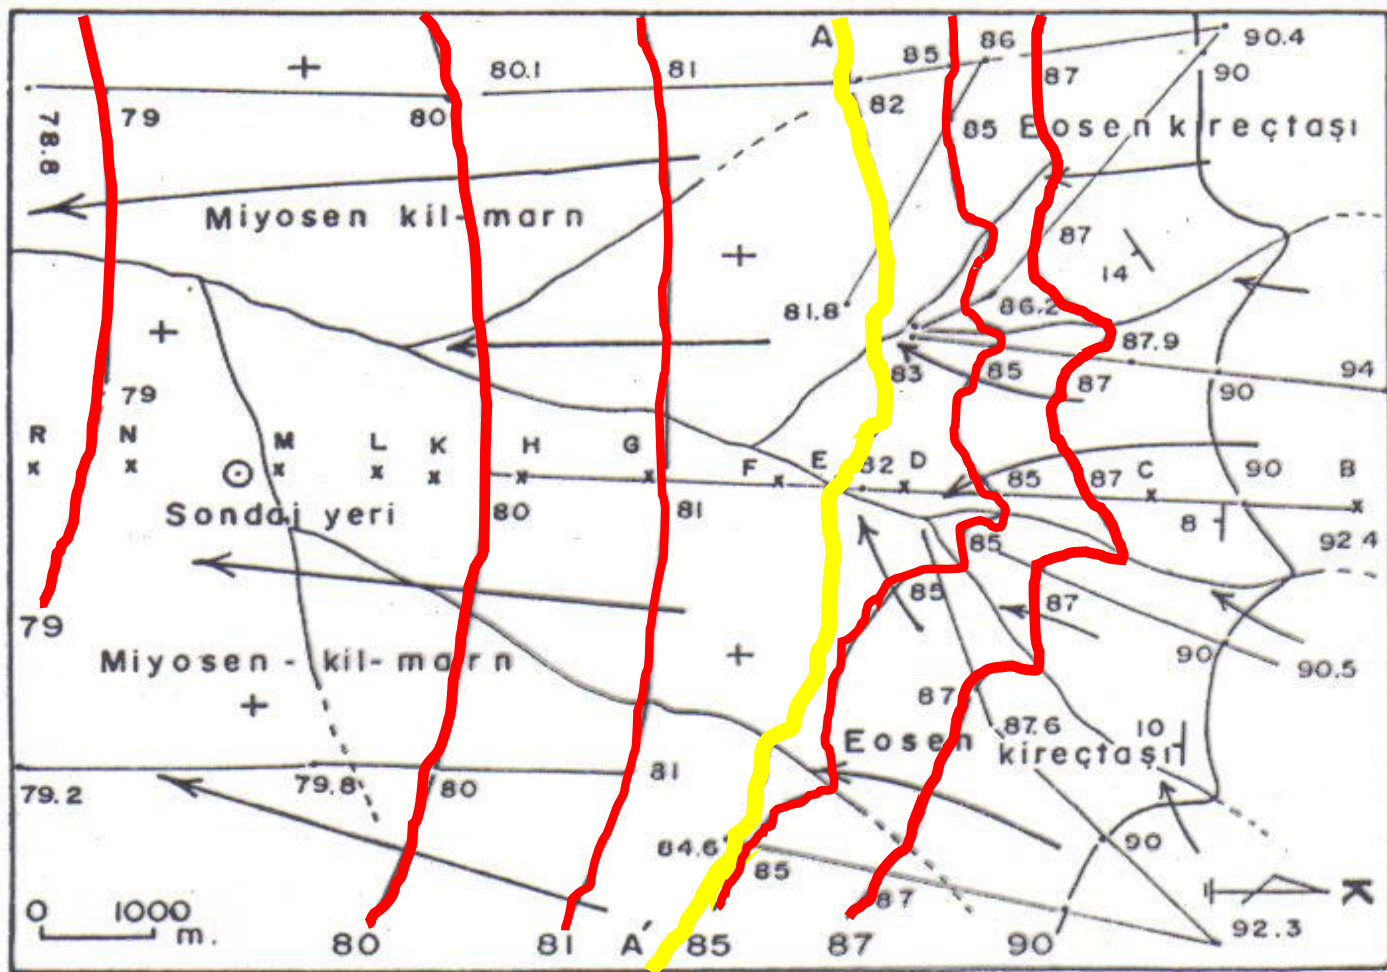 A 85 86 90.4
80.1 81 87 90
79 80 82
78.8
85 Eosen kireçtaşı
Miyosen kil-marn
87
14
81.8 86.2
87.9
83 85 87 94
79 90
R N M L K H G F E 82 D 85 87 C 90 B
Sondaj yeri 80 81 8
85 92.4
79 85 87
Miyosen-kil-marn 90 90.5
87
87.6 10
Eosen kireçtaşı
79.2 79.8 80 81
84.6 85 90
87
0 1000 m.
K
80 81 A' 85 87 90 92.3